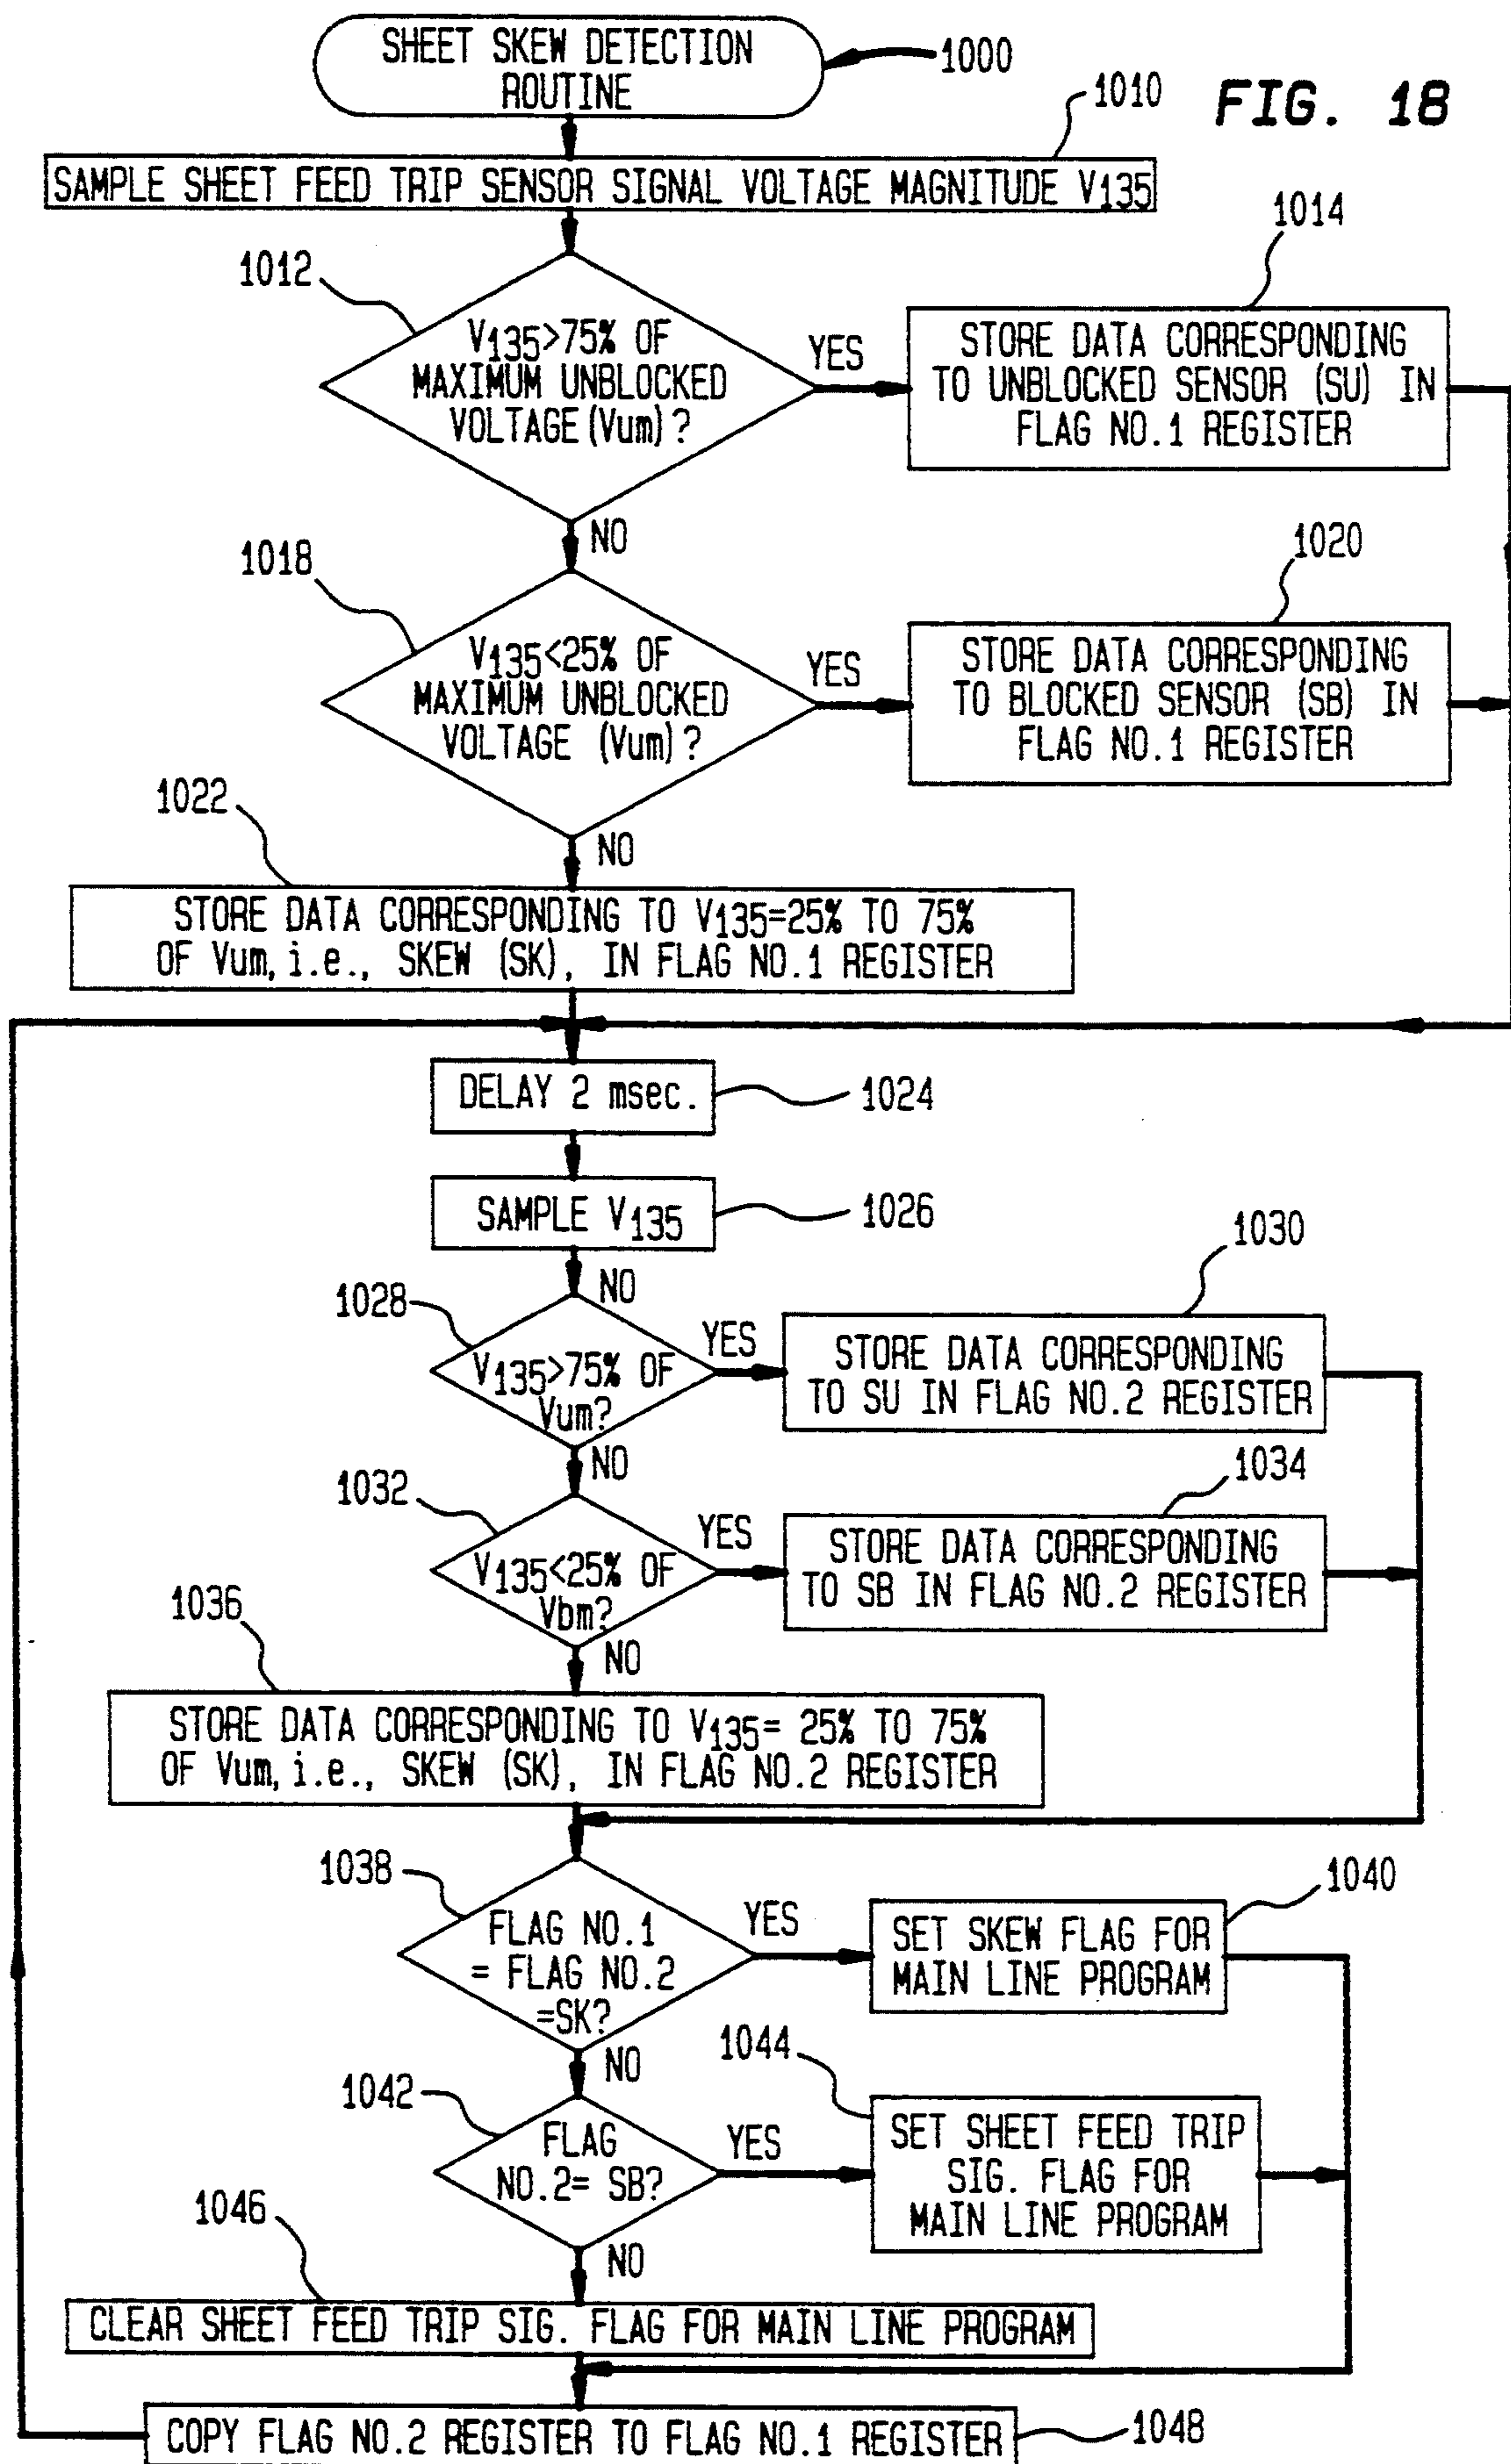 SHEET SKEW DETECTION
ROUTINE
1000
FIG. 18
1010
SAMPLE SHEET FEED TRIP SENSOR SIGNAL VOLTAGE MAGNITUDE V135
1012
V135>75% OF
MAXIMUM UNBLOCKED
VOLTAGE (Vum) ?
YES
1014
STORE DATA CORRESPONDING
TO UNBLOCKED SENSOR (SU) IN
FLAG NO.1 REGISTER
NO
1018
V135<25% OF
MAXIMUM UNBLOCKED
VOLTAGE (Vum) ?
YES
1020
STORE DATA CORRESPONDING
TO BLOCKED SENSOR (SB) IN
FLAG NO.1 REGISTER
NO
1022
STORE DATA CORRESPONDING TO V135=25% TO 75%
OF Vum, i.e., SKEW (SK), IN FLAG NO.1 REGISTER
DELAY 2 msec.
1024
SAMPLE V135
1026
NO
1028
V135>75% OF
Vum?
YES
1030
STORE DATA CORRESPONDING
TO SU IN FLAG NO.2 REGISTER
NO
1032
V135<25% OF
Vbm?
YES
1034
STORE DATA CORRESPONDING
TO SB IN FLAG NO.2 REGISTER
NO
1036
STORE DATA CORRESPONDING TO V135= 25% TO 75%
OF Vum, i.e., SKEW (SK), IN FLAG NO.2 REGISTER
1038
FLAG NO.1
= FLAG NO.2
=SK?
YES
1040
SET SKEW FLAG FOR
MAIN LINE PROGRAM
NO
1042
FLAG
NO.2= SB?
YES
1044
SET SHEET FEED TRIP
SIG. FLAG FOR
MAIN LINE PROGRAM
NO
1046
CLEAR SHEET FEED TRIP SIG. FLAG FOR MAIN LINE PROGRAM
COPY FLAG NO.2 REGISTER TO FLAG NO.1 REGISTER
1048